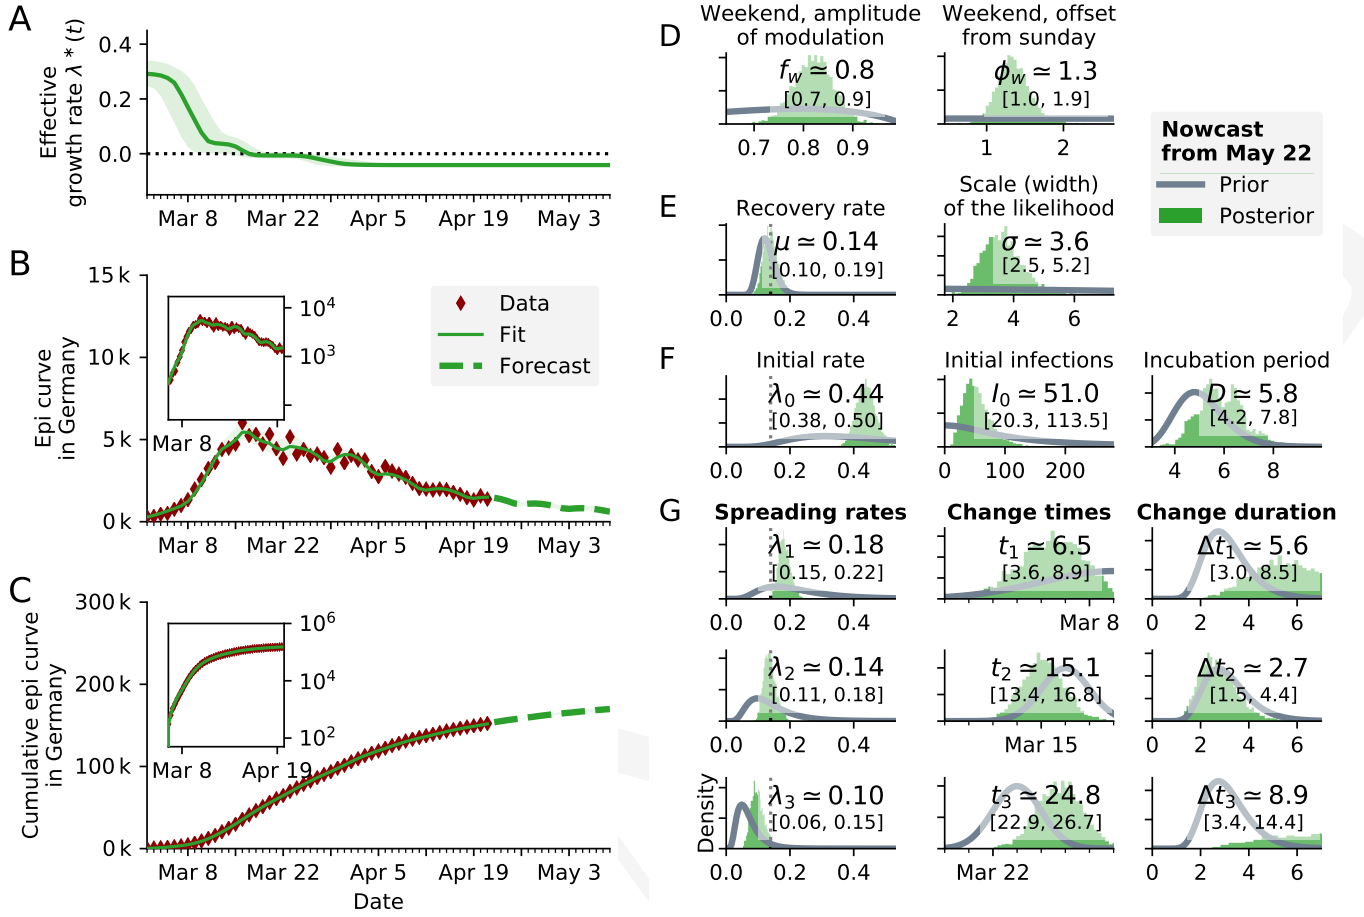 A
Effective
growth rate λ*(t)
0.4
0.2
0.0
Mar 8 Mar 22 Apr 5 Apr 19 May 3
B
Epi curve
in Germany
15 k
10 k
5 k
0 k
10⁴
10³
Mar 8
Data
Fit
Forecast
Mar 8 Mar 22 Apr 5 Apr 19 May 3
C
Cumulative epi curve
in Germany
300 k
200 k
100 k
0 k
10⁶
10⁴
10²
Mar 8 Apr 19
Mar 8 Mar 22 Apr 5 Apr 19 May 3
Date
D
Weekend, amplitude
of modulation
f_w ≃ 0.8
[0.7, 0.9]
0.7 0.8 0.9
Weekend, offset
from sunday
ϕ_w ≃ 1.3
[1.0, 1.9]
1 2
Nowcast
from May 22
Prior
Posterior
E
Recovery rate
μ ≃ 0.14
[0.10, 0.19]
0.0 0.2 0.4
Scale (width)
of the likelihood
σ ≃ 3.6
[2.5, 5.2]
2 4 6
F
Initial rate
λ₀ ≃ 0.44
[0.38, 0.50]
0.0 0.2 0.4
Initial infections
I₀ ≃ 51.0
[20.3, 113.5]
0 100 200
Incubation period
D ≃ 5.8
[4.2, 7.8]
4 6 8
G
Spreading rates
λ₁ ≃ 0.18
[0.15, 0.22]
0.0 0.2 0.4
Change times
t₁ ≃ 6.5
[3.6, 8.9]
Mar 8
Change duration
Δt₁ ≃ 5.6
[3.0, 8.5]
0 2 4 6
λ₂ ≃ 0.14
[0.11, 0.18]
0.0 0.2 0.4
t₂ ≃ 15.1
[13.4, 16.8]
Mar 15
Δt₂ ≃ 2.7
[1.5, 4.4]
0 2 4 6
Density
λ₃ ≃ 0.10
[0.06, 0.15]
0.0 0.2 0.4
t₃ ≃ 24.8
[22.9, 26.7]
Mar 22
Δt₃ ≃ 8.9
[3.4, 14.4]
0 2 4 6